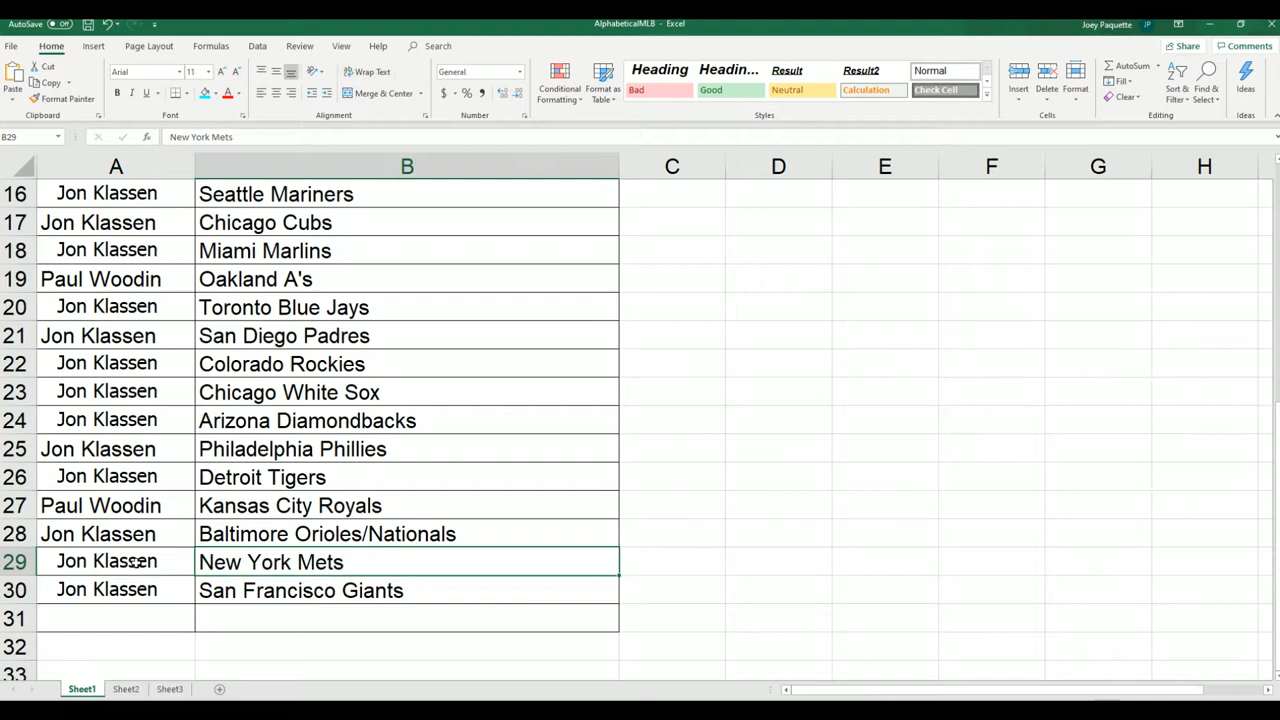 AutoSave Off AlphabeticalMLB - Excel Joey Paquette JP
File Home Insert Page Layout Formulas Data Review View Help Search Share Comments
Paste Cut Copy Format Painter Clipboard
Arial 11 A A B I U A Font
ab Wrap Text Merge & Center Alignment
General $ % , Number
Conditional Formatting Format as Table
Heading Headin... Result Result2 Normal
Bad Good Neutral Calculation Check Cell
Styles
Insert Delete Format Cells
AutoSum Fill Clear Sort & Filter Find & Select Editing
Ideas Ideas
B29 fx New York Mets
A B C D E F G H
16 Jon Klassen Seattle Mariners
17 Jon Klassen Chicago Cubs
18 Jon Klassen Miami Marlins
19 Paul Woodin Oakland A's
20 Jon Klassen Toronto Blue Jays
21 Jon Klassen San Diego Padres
22 Jon Klassen Colorado Rockies
23 Jon Klassen Chicago White Sox
24 Jon Klassen Arizona Diamondbacks
25 Jon Klassen Philadelphia Phillies
26 Jon Klassen Detroit Tigers
27 Paul Woodin Kansas City Royals
28 Jon Klassen Baltimore Orioles/Nationals
29 Jon Klassen New York Mets
30 Jon Klassen San Francisco Giants
31
32
33
Sheet1 Sheet2 Sheet3